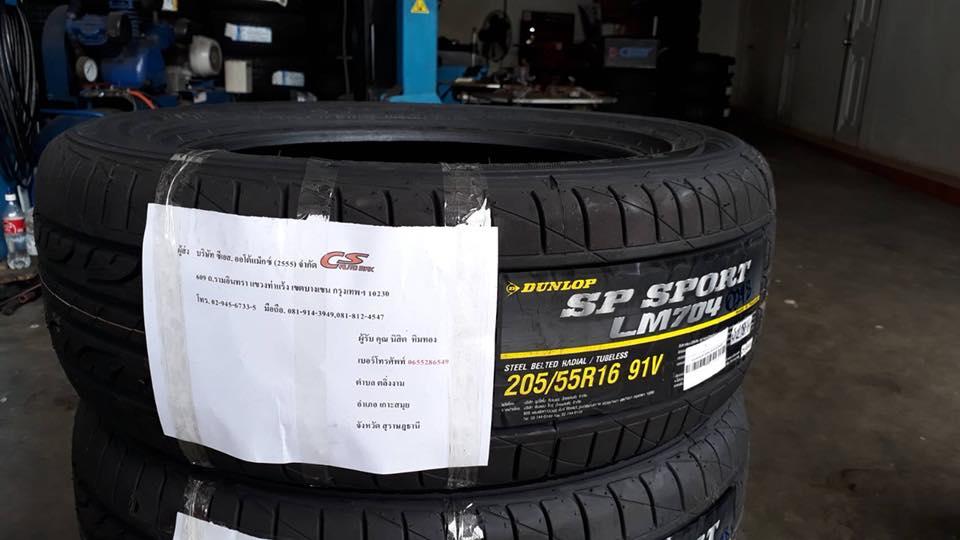 ผู้ส่ง บริษัท ซีเอส. ออโต้แม็กซ์ (2555) จำกัด CS AUTO MAX
609 ถ.รามอินทรา แขวงท่าแร้ง เขตบางเขน กรุงเทพฯ 10230
โทร. 02-945-6733-5 มือถือ. 081-914-3949,081-812-4547
ผู้รับ คุณ นิสิต ทิมทอง
เบอร์โทรศัพท์ 0655286549
ตำบล ตลิ่งงาม
อำเภอ เกาะสมุย
จังหวัด สุราษฎธานี
DUNLOP
SP SPORT
LM704
STEEL BELTED RADIAL / TUBELESS
205/55R16 91V